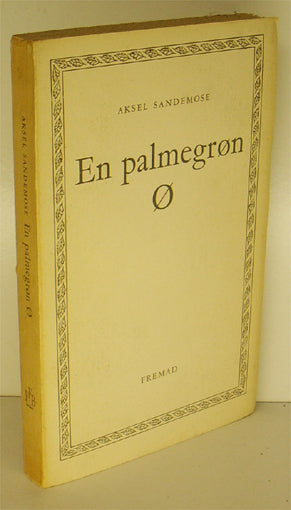 AKSEL SANDEMOSE
En palmegrøn
Ø
FREMAD
AKSEL SANDEMOSE En palmegrøn Ø